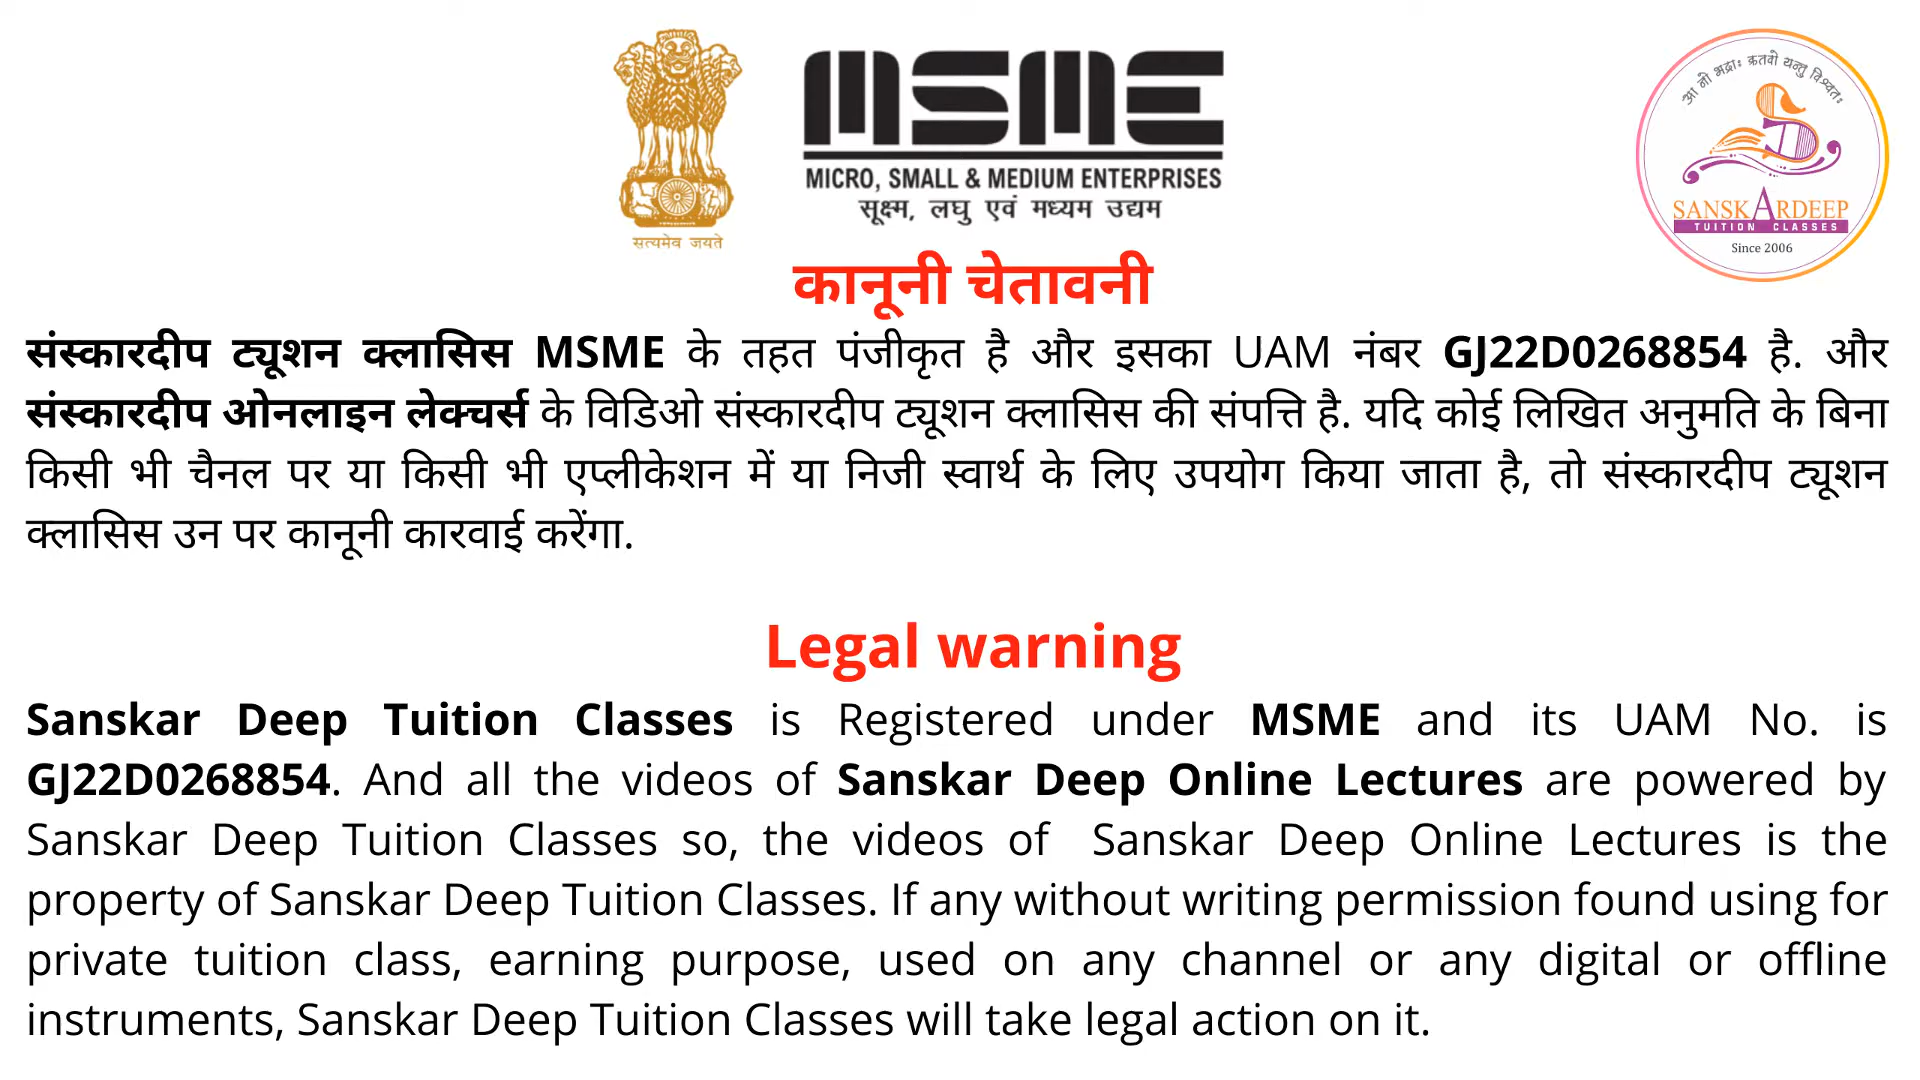 MSME
MICRO, SMALL & MEDIUM ENTERPRISES
सूक्ष्म, लघु एवं मध्यम उद्यम
सत्यमेव जयते
आ नो भद्राः क्रतवो यन्तु विश्वतः
SANSKARDEEP
TUITION CLASSES
Since 2006
कानूनी चेतावनी
संस्कारदीप ट्यूशन क्लासिस MSME के तहत पंजीकृत है और इसका UAM नंबर GJ22D0268854 है. और
संस्कारदीप ओनलाइन लेक्चर्स के विडिओ संस्कारदीप ट्यूशन क्लासिस की संपत्ति है. यदि कोई लिखित अनुमति के बिना
किसी भी चैनल पर या किसी भी एप्लीकेशन में या निजी स्वार्थ के लिए उपयोग किया जाता है, तो संस्कारदीप ट्यूशन
क्लासिस उन पर कानूनी कारवाई करेंगा.
Legal warning
Sanskar Deep Tuition Classes is Registered under MSME and its UAM No. is
GJ22D0268854. And all the videos of Sanskar Deep Online Lectures are powered by
Sanskar Deep Tuition Classes so, the videos of Sanskar Deep Online Lectures is the
property of Sanskar Deep Tuition Classes. If any without writing permission found using for
private tuition class, earning purpose, used on any channel or any digital or offline
instruments, Sanskar Deep Tuition Classes will take legal action on it.